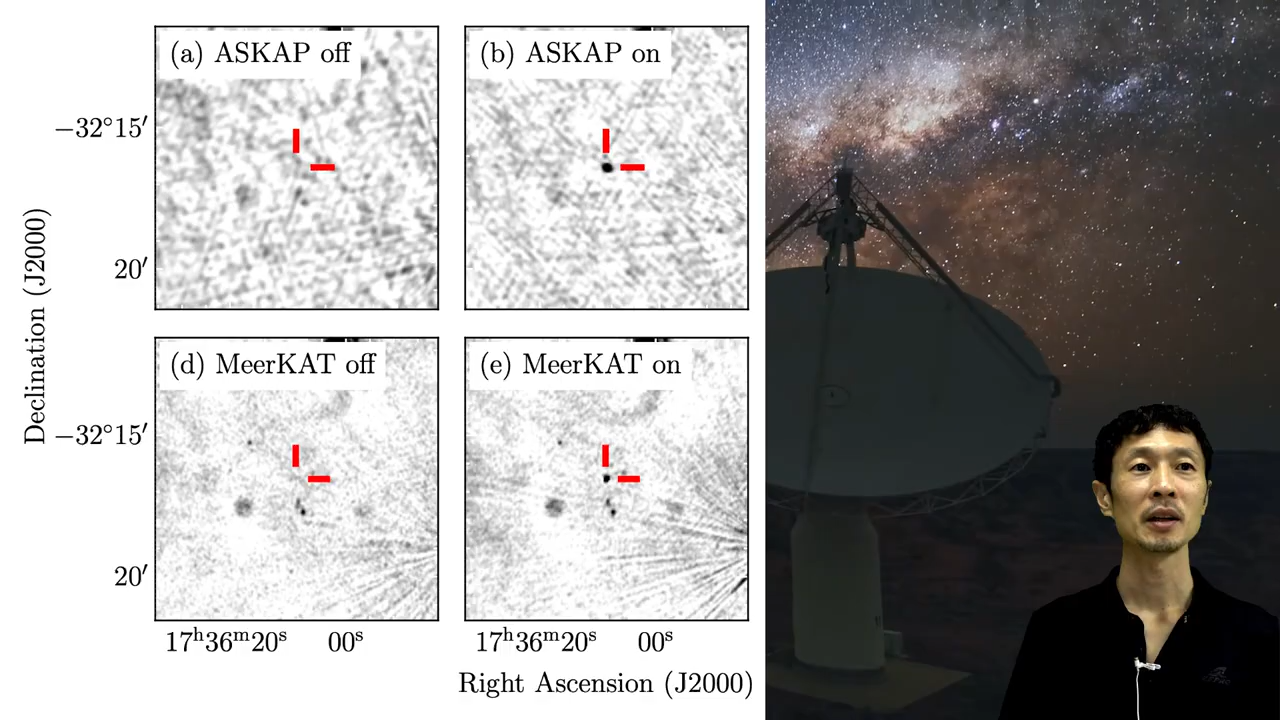 (a) ASKAP off
(b) ASKAP on
−32°15′
20′
Declination (J2000)
(d) MeerKAT off
(e) MeerKAT on
−32°15′
20′
17ʰ36ᵐ20ˢ
00ˢ
17ʰ36ᵐ20ˢ
00ˢ
Right Ascension (J2000)